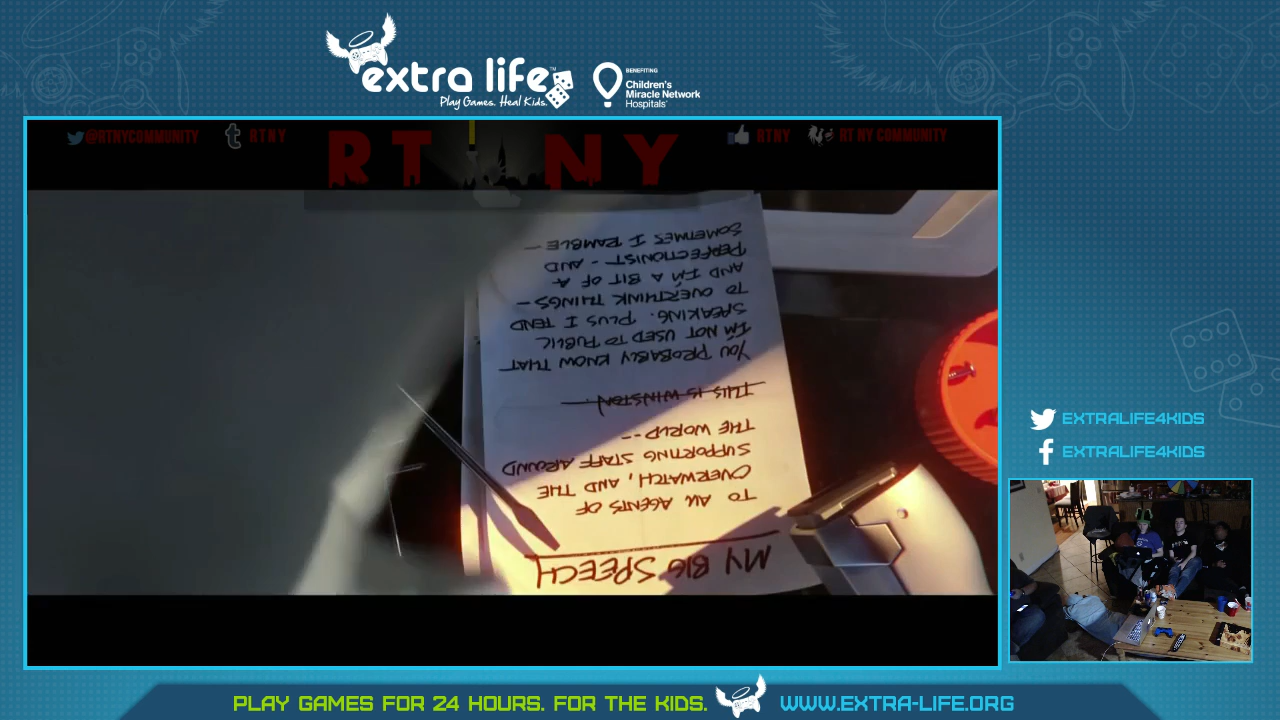 extra life™
Play Games. Heal Kids.
BENEFITING
Children's
Miracle Network
Hospitals
@RTNYCOMMUNITY
RTNY
RT NY
RTNY
RT NY COMMUNITY
MY BIG SPEECH
TO ALL AGENTS OF
OVERWATCH, AND THE
SUPPORTING STAFF AROUND
THE WORLD--
THIS IS WINSTON.
YOU PROBABLY KNOW THAT
I'M NOT USED TO PUBLIC
SPEAKING. PLUS I TEND
TO OVERTHINK THINGS –
AND I'M A BIT OF A
PERFECTIONIST - AND
SOMETIMES I RAMBLE –
EXTRALIFE4KIDS
EXTRALIFE4KIDS
PLAY GAMES FOR 24 HOURS. FOR THE KIDS.
WWW.EXTRA-LIFE.ORG